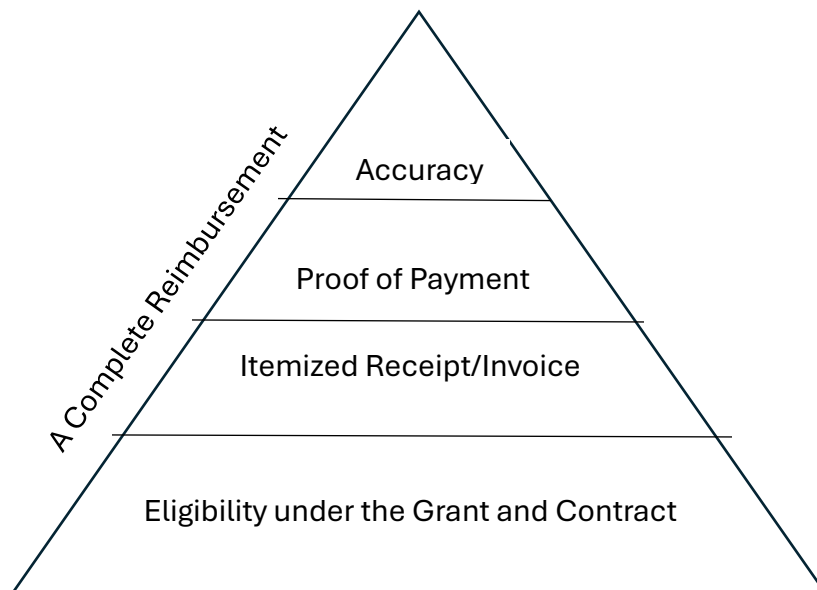 A Complete Reimbursement
Accuracy
Proof of Payment
Itemized Receipt/Invoice
Eligibility under the Grant and Contract